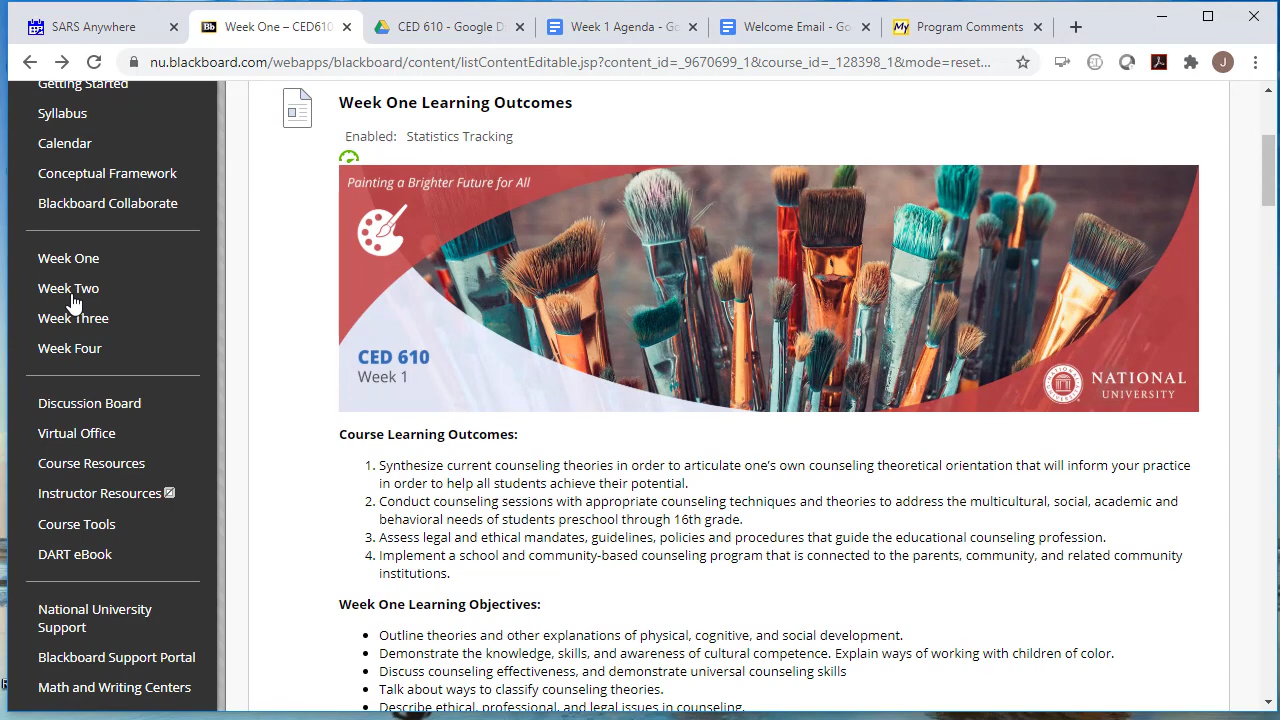 SARS Anywhere
Week One – CED610
CED 610 - Google D
Week 1 Agenda - Go
Welcome Email - Go
Program Comments
nu.blackboard.com/webapps/blackboard/content/listContentEditable.jsp?content_id=_9670699_1&course_id=_128398_1&mode=reset...
J
Getting Started
Syllabus
Calendar
Conceptual Framework
Blackboard Collaborate
Week One
Week Two
Week Three
Week Four
Discussion Board
Virtual Office
Course Resources
Instructor Resources
Course Tools
DART eBook
National University
Support
Blackboard Support Portal
Math and Writing Centers
Week One Learning Outcomes
Enabled: Statistics Tracking
Painting a Brighter Future for All
CED 610
Week 1
NATIONAL
UNIVERSITY
Course Learning Outcomes:
1. Synthesize current counseling theories in order to articulate one's own counseling theoretical orientation that will inform your practice
in order to help all students achieve their potential.
2. Conduct counseling sessions with appropriate counseling techniques and theories to address the multicultural, social, academic and
behavioral needs of students preschool through 16th grade.
3. Assess legal and ethical mandates, guidelines, policies and procedures that guide the educational counseling profession.
4. Implement a school and community-based counseling program that is connected to the parents, community, and related community
institutions.
Week One Learning Objectives:
• Outline theories and other explanations of physical, cognitive, and social development.
• Demonstrate the knowledge, skills, and awareness of cultural competence. Explain ways of working with children of color.
• Discuss counseling effectiveness, and demonstrate universal counseling skills
• Talk about ways to classify counseling theories.
• Describe ethical, professional, and legal issues in counseling.